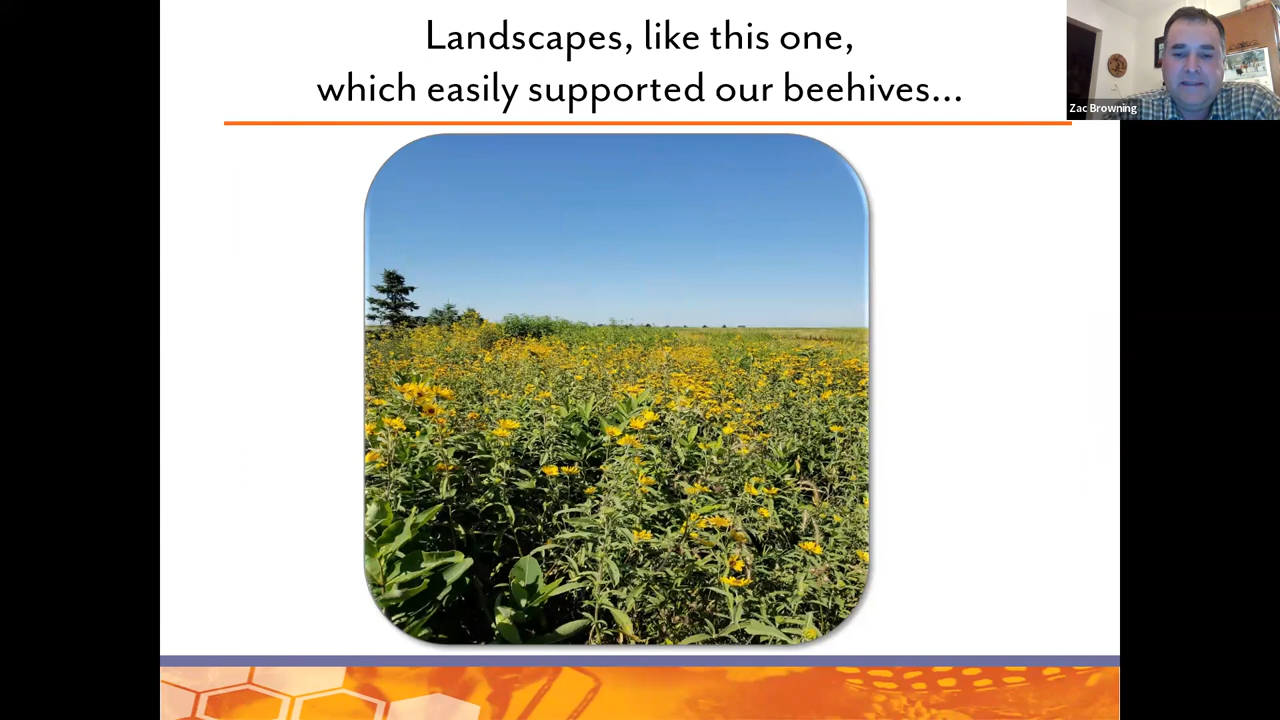 Landscapes, like this one,
which easily supported our beehives...
Zac Browning